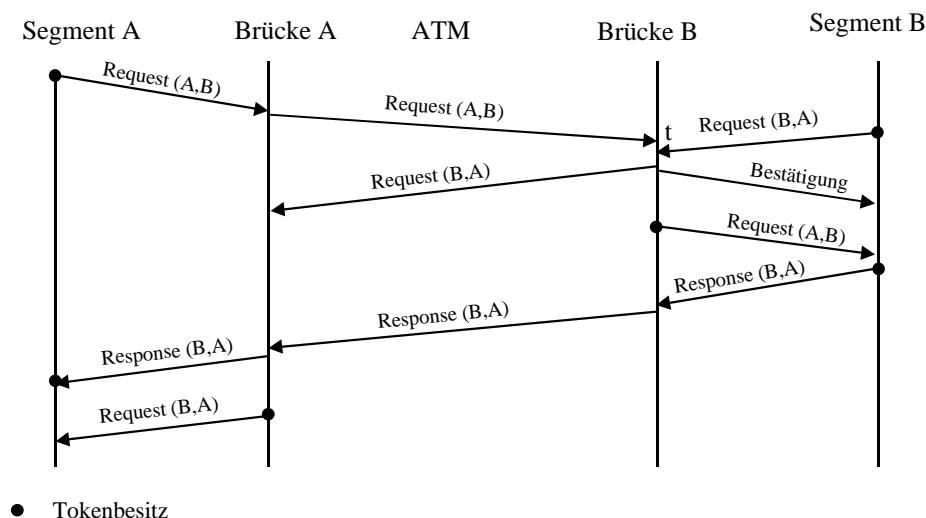 Segment A
Brücke A
ATM
Brücke B
Segment B
Request (A,B)
Request (A,B)
t
Request (B,A)
Request (B,A)
Bestätigung
Request (A,B)
Response (B,A)
Response (B,A)
Response (B,A)
Request (B,A)
Tokenbesitz